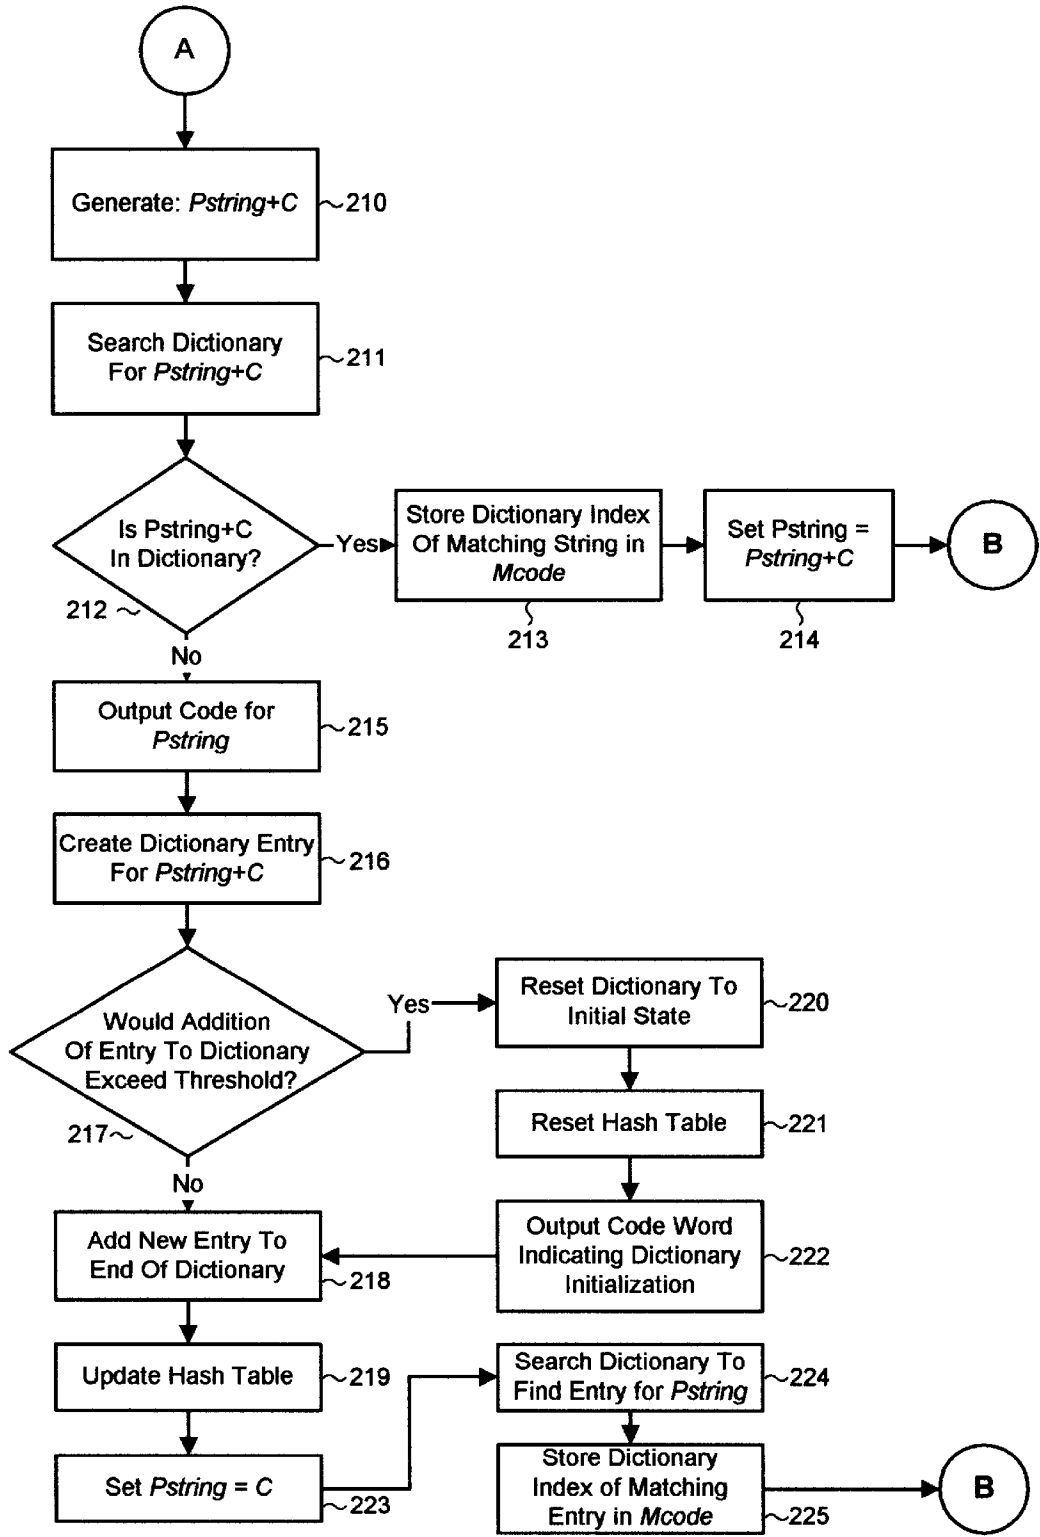 A
Generate: Pstring+C
210
Search Dictionary
For Pstring+C
211
Is Pstring+C
In Dictionary?
212
Yes
Store Dictionary Index
Of Matching String in
Mcode
213
Set Pstring =
Pstring+C
214
B
No
Output Code for
Pstring
215
Create Dictionary Entry
For Pstring+C
216
Would Addition
Of Entry To Dictionary
Exceed Threshold?
217
Yes
Reset Dictionary To
Initial State
220
Reset Hash Table
221
Output Code Word
Indicating Dictionary
Initialization
222
No
Add New Entry To
End Of Dictionary
218
Update Hash Table
219
Set Pstring = C
223
Search Dictionary To
Find Entry for Pstring
224
Store Dictionary
Index of Matching
Entry in Mcode
225
B